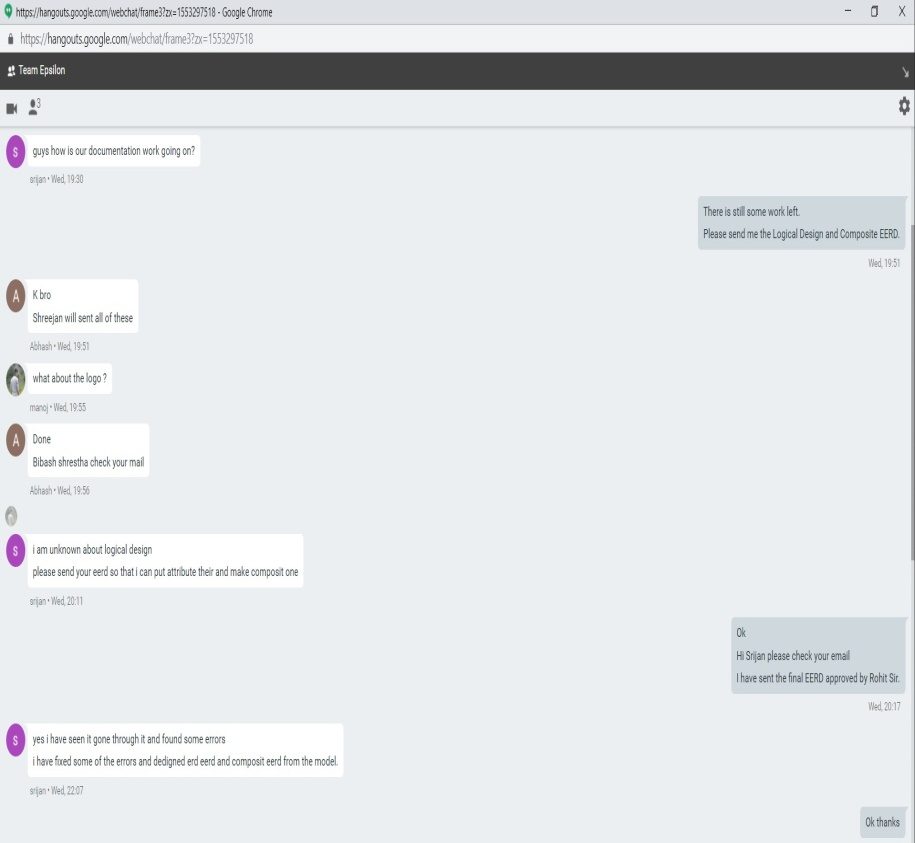 https://hangouts.google.com/webchat/frame3?zx=1553297518 - Google Chrome
https://hangouts.google.com/webchat/frame3?zx=1553297518
Team Epsilon
3
S
guys how is our documentation work going on?
srijan • Wed, 19:30
There is still some work left.
Please send me the Logical Design and Composite EERD.
Wed, 19:51
A
K bro
Shreejan will sent all of these
Abhash • Wed, 19:51
what about the logo ?
manoj • Wed, 19:55
A
Done
Bibash shrestha check your mail
Abhash • Wed, 19:56
S
i am unknown about logical design
please send your eerd so that i can put attribute their and make composit one
srijan • Wed, 20:11
Ok
Hi Srijan please check your email
I have sent the final EERD approved by Rohit Sir.
Wed, 20:17
S
yes i have seen it gone through it and found some errors
i have fixed some of the errors and dedigned erd eerd and composit eerd from the model.
srijan • Wed, 22:07
Ok thanks